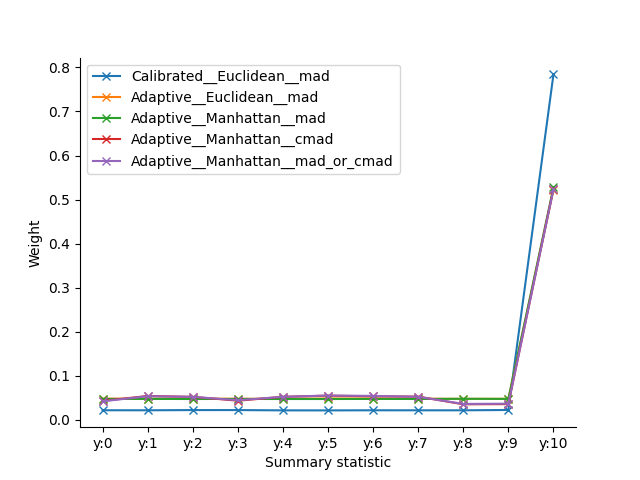 0.8
0.7
0.6
0.5
0.4
0.3
0.2
0.1
0.0
Weight
Calibrated__Euclidean__mad
Adaptive__Euclidean__mad
Adaptive__Manhattan__mad
Adaptive__Manhattan__cmad
Adaptive__Manhattan__mad_or_cmad
y:0 y:1 y:2 y:3 y:4 y:5 y:6 y:7 y:8 y:9 y:10
Summary statistic